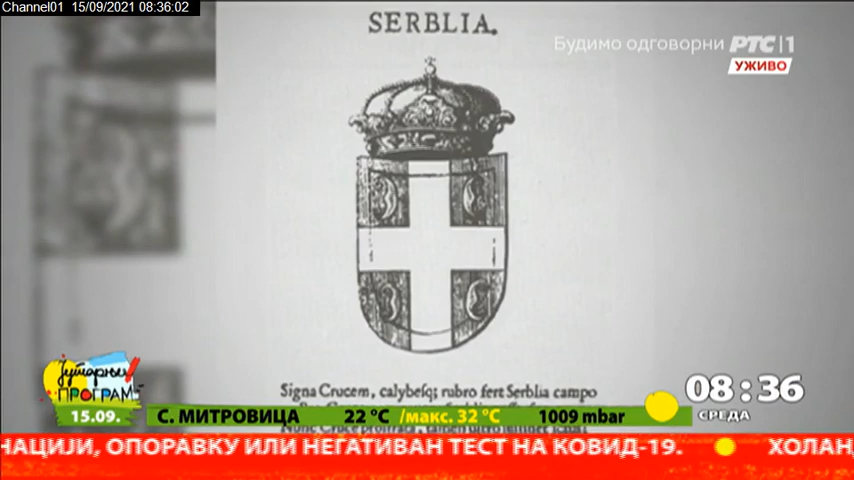 Channel01 15/09/2021 08:36:02
SERBLIA.
Будимо одговорни РТС|1
УЖИВО
Signa Crucem, calybesq; rubro fert Serblia campo
Јутарњи
ПРОГРАМ
15.09.
С. МИТРОВИЦА 22 °C /макс. 32 °C 1009 mbar
08:36
СРЕДА
НАЦИЈИ, ОПОРАВКУ ИЛИ НЕГАТИВАН ТЕСТ НА КОВИД-19. ХОЛАН